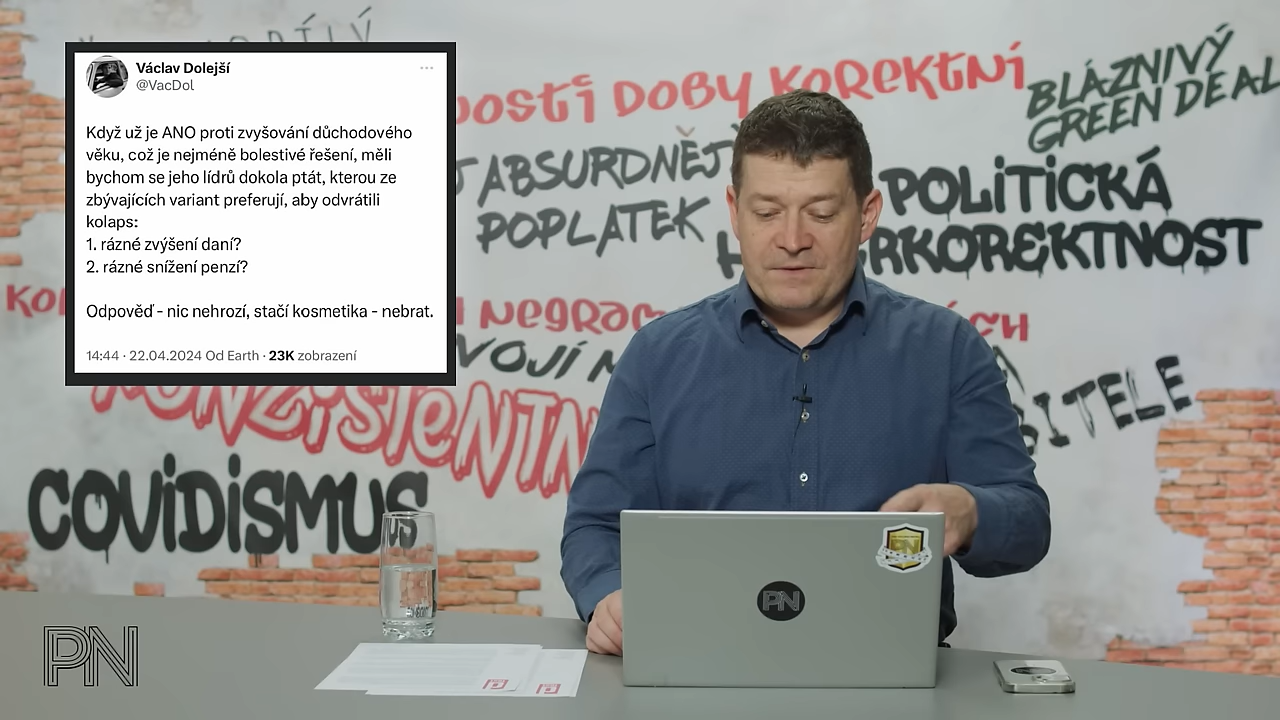 Václav Dolejší
@VacDol
Když už je ANO proti zvyšování důchodového
věku, což je nejméně bolestivé řešení, měli
bychom se jeho lídrů dokola ptát, kterou ze
zbývajících variant preferují, aby odvrátili
kolaps:
1. rázné zvýšení daní?
2. rázné snížení penzí?
Odpověď - nic nehrozí, stačí kosmetika - nebrat.
14:44 · 22.04.2024 Od Earth · 23K zobrazení
DOBY KOREKTNÍ
BLÁZNIVÝ
GREEN DEAL
ABSURDNĚJ
POPLATEK
POLITICKÁ
RKOREKTNOST
COVIDISMUS
PN
PN